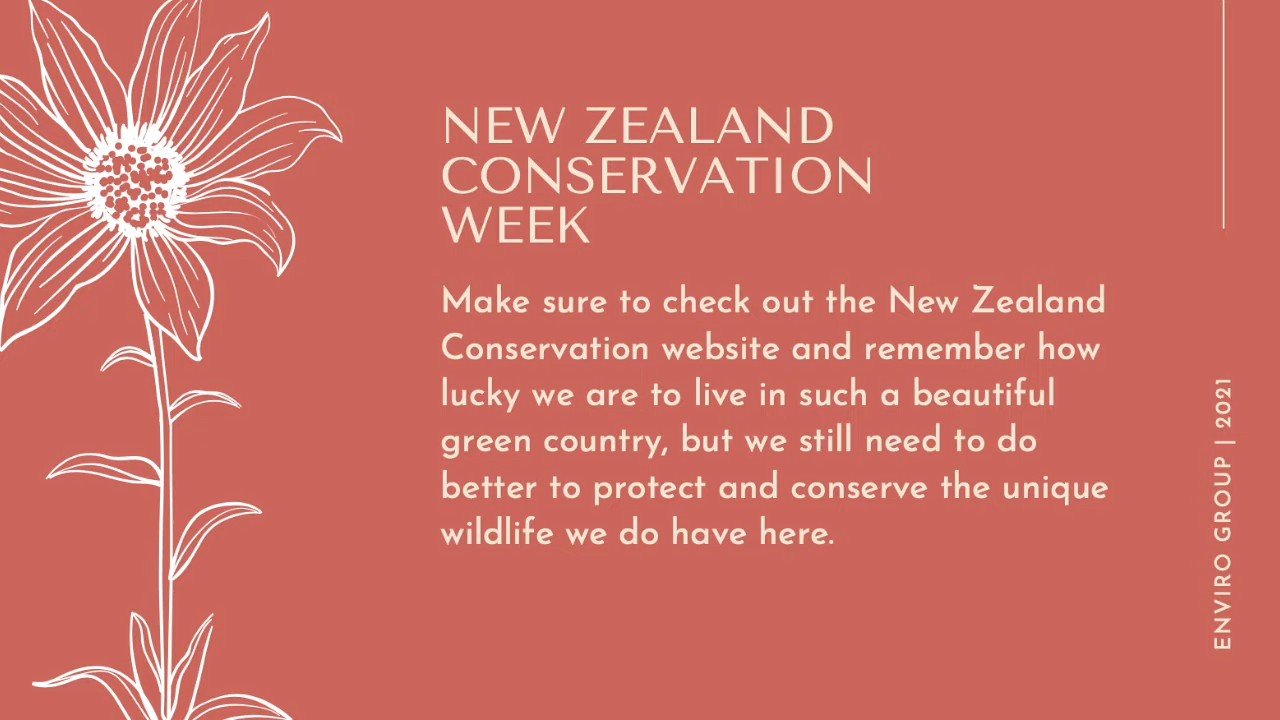 NEW ZEALAND
CONSERVATION
WEEK
Make sure to check out the New Zealand
Conservation website and remember how
lucky we are to live in such a beautiful
green country, but we still need to do
better to protect and conserve the unique
wildlife we do have here.
ENVIRO GROUP | 2021